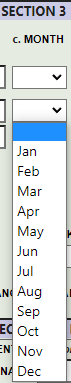 SECTION 3
c. MONTH
Jan
Feb
Mar
Apr
May
Jun
Jul
Aug
Sep
Oct
Nov
Dec